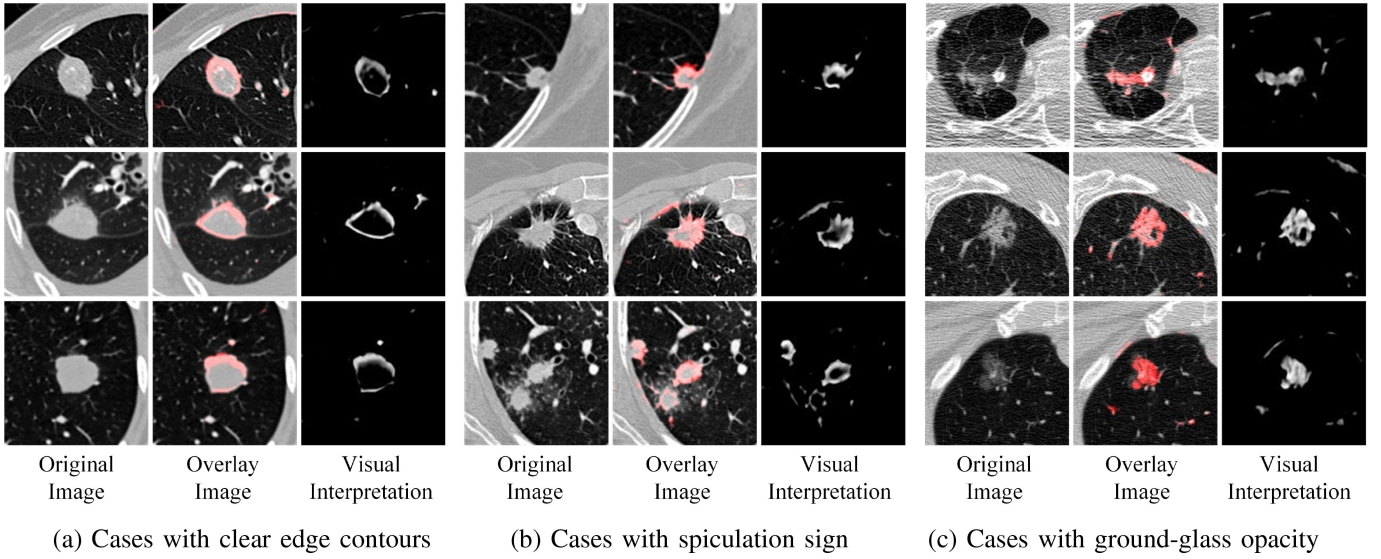 Original Image
Overlay Image
Visual Interpretation
Original Image
Overlay Image
Visual Interpretation
Original Image
Overlay Image
Visual Interpretation
(a) Cases with clear edge contours
(b) Cases with spiculation sign
(c) Cases with ground-glass opacity